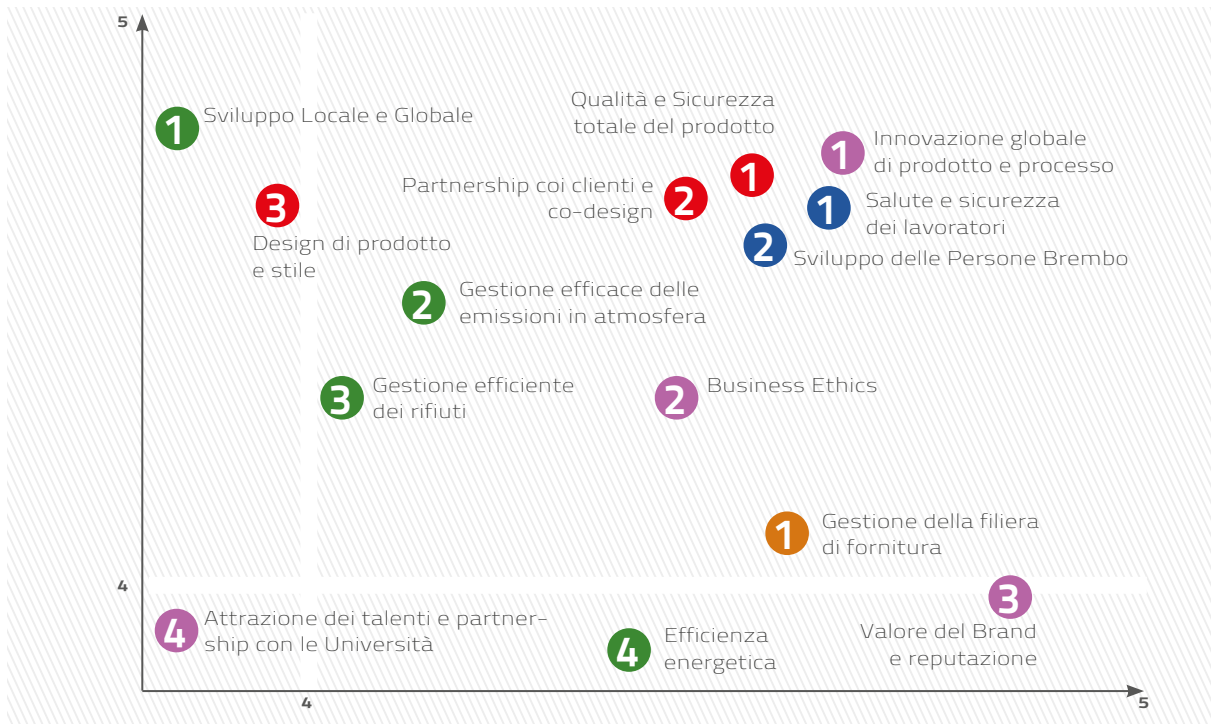 5
1
Sviluppo Locale e Globale
Qualità e Sicurezza
totale del prodotto
1
1
Innovazione globale
di prodotto e processo
Partnership coi clienti e
co-design
2
1
Salute e sicurezza
dei lavoratori
3
Design di prodotto
e stile
2
Sviluppo delle Persone Brembo
2
Gestione efficace delle
emissioni in atmosfera
3
Gestione efficiente
dei rifiuti
2
Business Ethics
1
Gestione della filiera
di fornitura
4
3
Valore del Brand
e reputazione
4
Attrazione dei talenti e partner-
ship con le Università
4
Efficienza
energetica
4
5